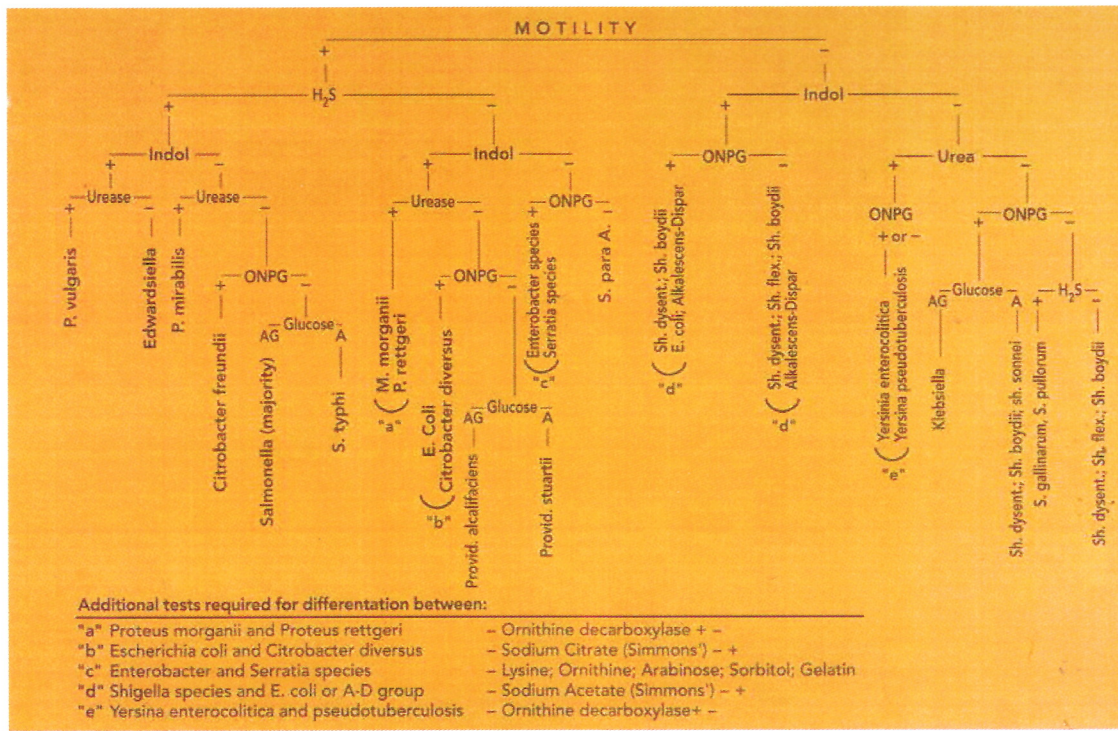 MOTILITY
+ −
H2S Indol
+ − + −
Indol Indol ONPG Urea
+ − + − + − + −
Urease Urease Urease ONPG ONPG ONPG
+ − + − + − + − + or − + −
P. vulgaris
Edwardsiella
P. mirabilis
ONPG
+ −
Citrobacter freundii
Glucose
AG A
Salmonella (majority)
S. typhi
"a" M. morganii
P. rettgeri
ONPG
+ −
"b" E. Coli
Citrobacter diversus
Glucose
AG A
Provid. alcalifaciens
Provid. stuartii
"c" Enterobacter species
Serratia species
S. para A.
"d" Sh. dysent.; Sh. boydii
E. coli; Alkalescens-Dispar
"d" Sh. dysent.; Sh. flex.; Sh. boydii
Alkalescens-Dispar
"e" Yersinia enterocolitica
Yersina pseudotuberculosis
Glucose
AG A
Klebsiella
Sh. dysent.; Sh. boydii; sh. sonnei
H2S
+ −
S. gallinarum, S. pullorum
Sh. dysent.; Sh. flex.; Sh. boydii
Additional tests required for differentation between:
"a" Proteus morganii and Proteus rettgeri – Ornithine decarboxylase + –
"b" Escherichia coli and Citrobacter diversus – Sodium Citrate (Simmons') – +
"c" Enterobacter and Serratia species – Lysine; Ornithine; Arabinose; Sorbitol; Gelatin
"d" Shigella species and E. coli or A-D group – Sodium Acetate (Simmons') – +
"e" Yersina enterocolitica and pseudotuberculosis – Ornithine decarboxylase+ –